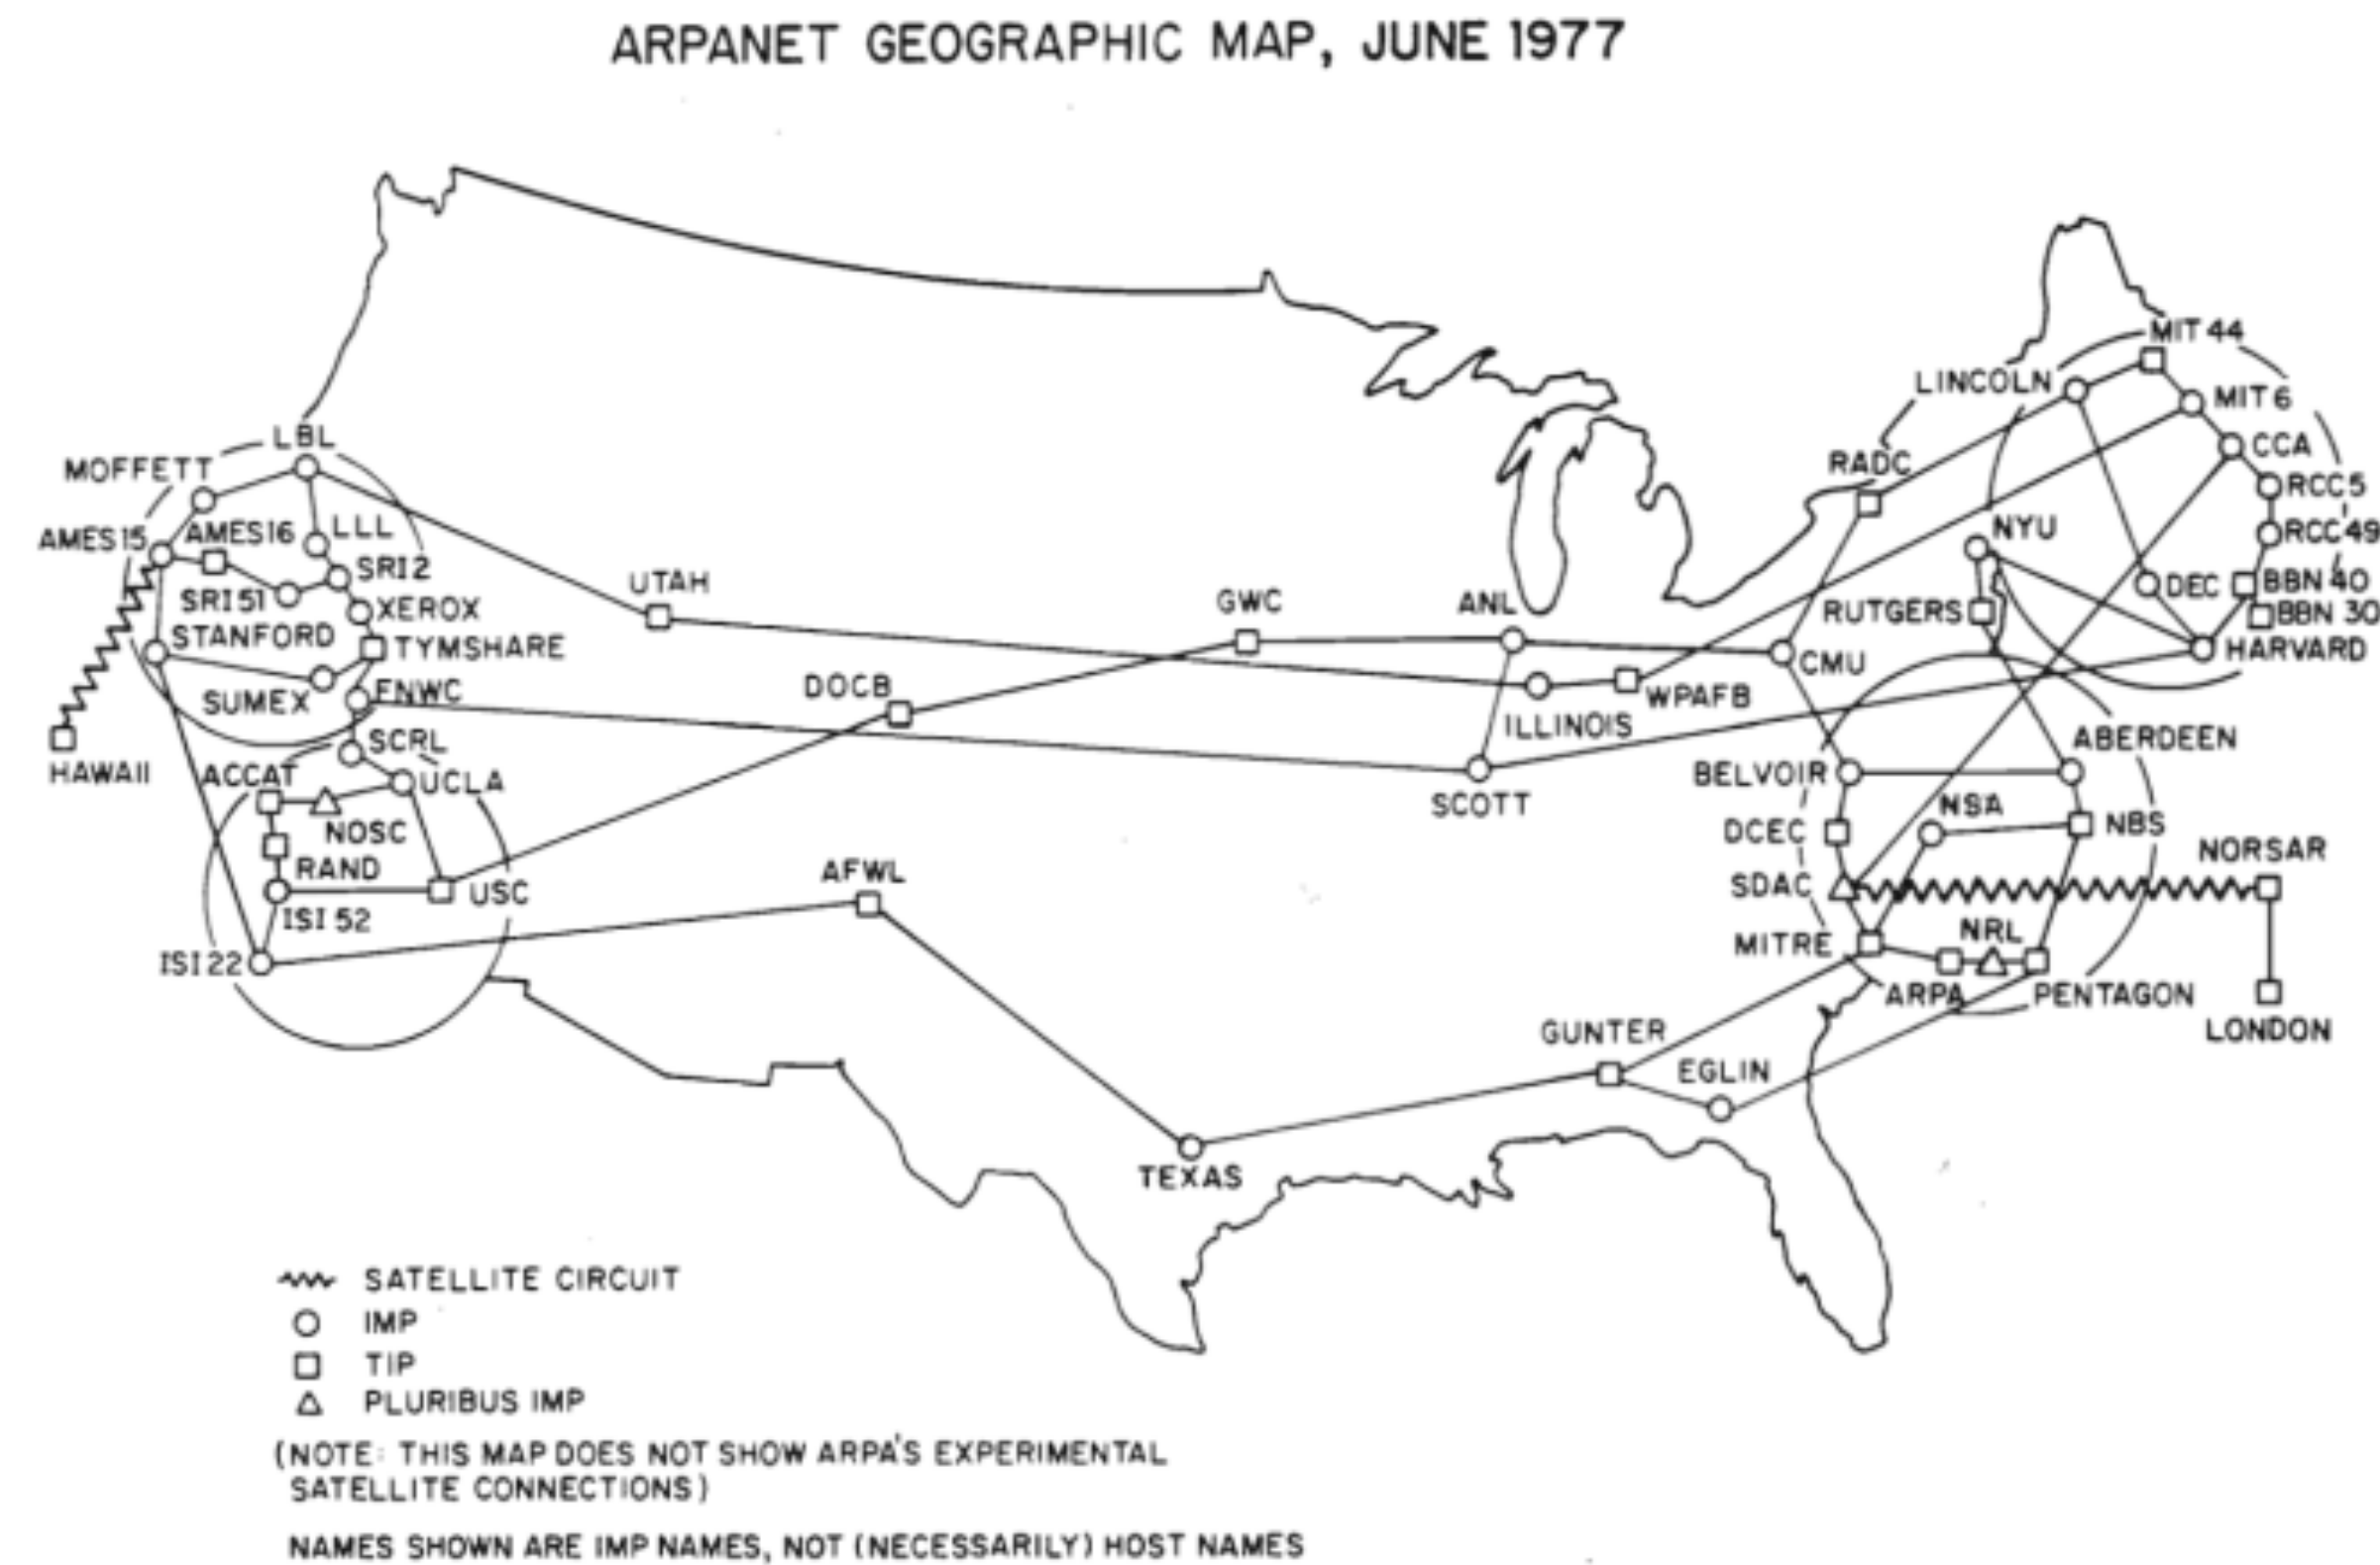 ARPANET GEOGRAPHIC MAP, JUNE 1977
MIT 44
LINCOLN
MIT 6
LBL
CCA
MOFFETT
RADC
RCC 5
AMES 15
AMES 16
LLL
NYU
RCC 49
SRI 2
UTAH
DEC
BBN 40
SRI 51
XEROX
GWC
ANL
RUTGERS
BBN 30
STANFORD
TYMSHARE
HARVARD
CMU
SUMEX
FNWC
DOCB
WPAFB
ILLINOIS
SCRL
ABERDEEN
HAWAII
ACCAT
UCLA
BELVOIR
SCOTT
NSA
NOSC
DCEC
NBS
NORSAR
RAND
AFWL
SDAC
USC
ISI 52
NRL
MITRE
ISI 22
ARPA
PENTAGON
GUNTER
LONDON
EGLIN
TEXAS
SATELLITE CIRCUIT
IMP
TIP
PLURIBUS IMP
(NOTE: THIS MAP DOES NOT SHOW ARPA'S EXPERIMENTAL
SATELLITE CONNECTIONS)
NAMES SHOWN ARE IMP NAMES, NOT (NECESSARILY) HOST NAMES